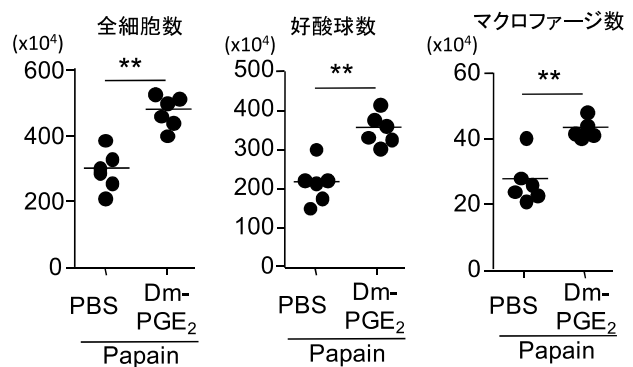 全細胞数
(x10⁴)
600
400
200
0
**
PBS
Dm-
PGE₂
Papain
好酸球数
(x10⁴)
500
400
300
200
100
0
**
PBS
Dm-
PGE₂
Papain
マクロファージ数
(x10⁴)
60
40
20
0
**
PBS
Dm-
PGE₂
Papain